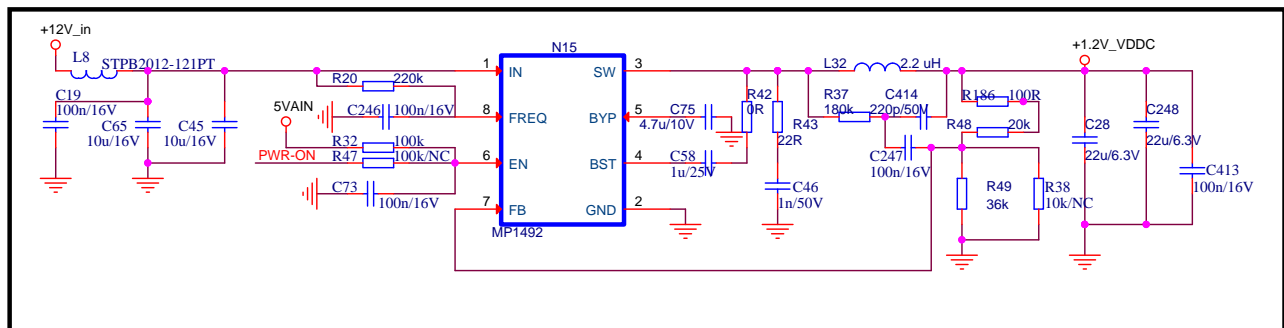 +12V_in
L8
STPB2012-121PT
C19
100n/16V
C65
10u/16V
C45
10u/16V
R20
220k
C246
100n/16V
5VAIN
R32
100k
PWR-ON
R47
100k/NC
C73
100n/16V
N15
1
IN
8
FREQ
6
EN
7
FB
SW
3
BYP
5
BST
4
GND
2
MP1492
C75
4.7u/10V
C58
1u/25V
R42
0R
R43
22R
C46
1n/50V
L32
2.2 uH
R37
180k
C414
220p/50V
C247
100n/16V
R186
100R
R48
20k
R49
36k
R38
10k/NC
+1.2V_VDDC
C28
22u/6.3V
C248
22u/6.3V
C413
100n/16V